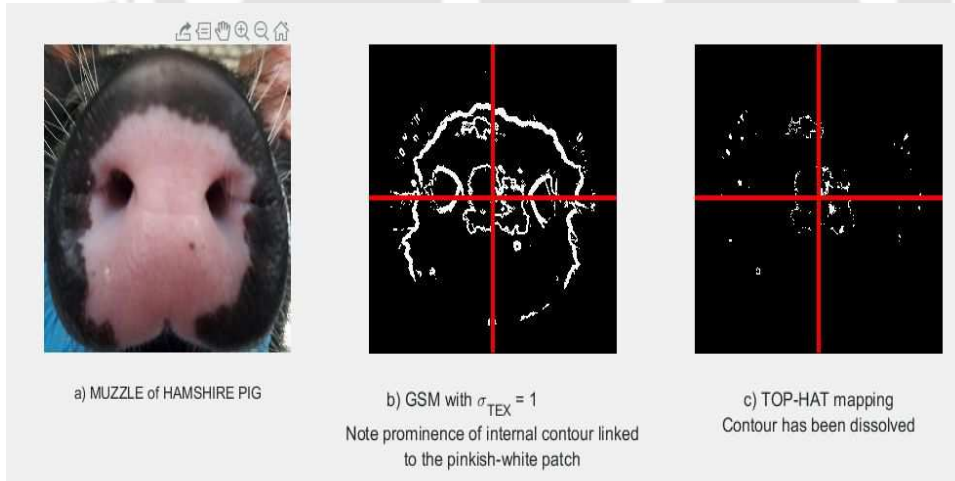 a) MUZZLE of HAMSHIRE PIG
b) GSM with σTEX = 1
Note prominence of internal contour linked
to the pinkish-white patch
c) TOP-HAT mapping
Contour has been dissolved